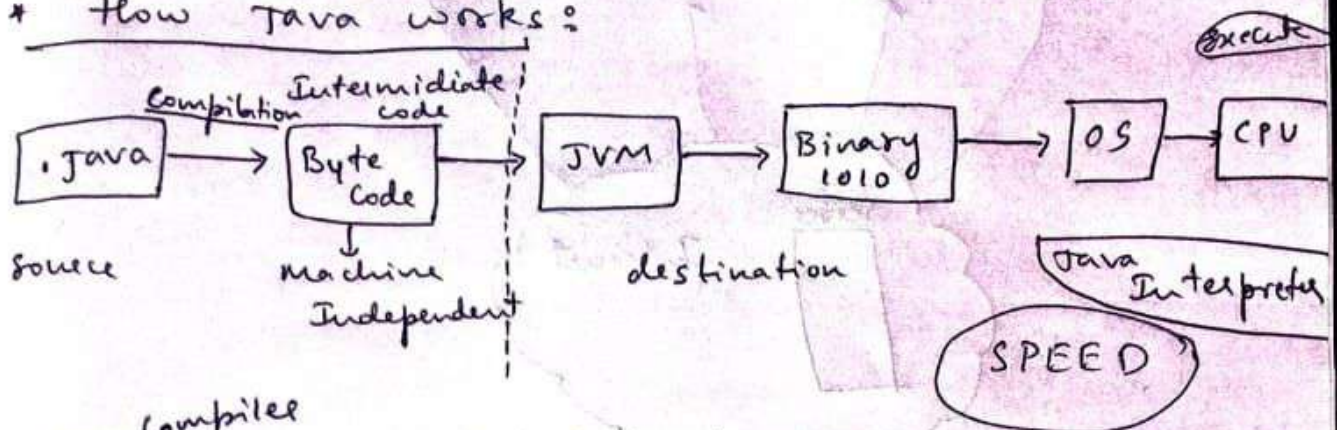 * How Java works:
execute
compilation
Intermidiate
code
.Java
Byte
Code
JVM
Binary
1010
OS
CPU
source
machine
Independent
destination
Java
Interpreter
SPEED
compiler